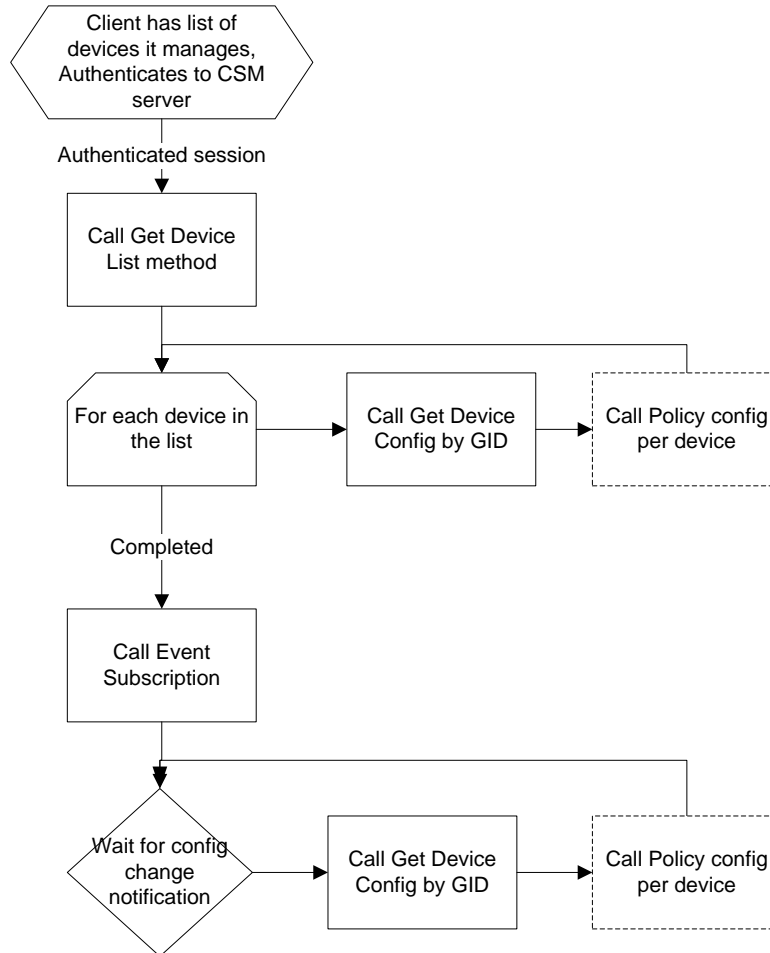 Client has list of
devices it manages,
Authenticates to CSM
server
Authenticated session
Call Get Device
List method
For each device in
the list
Call Get Device
Config by GID
Call Policy config
per device
Completed
Call Event
Subscription
Wait for config
change
notification
Call Get Device
Config by GID
Call Policy config
per device